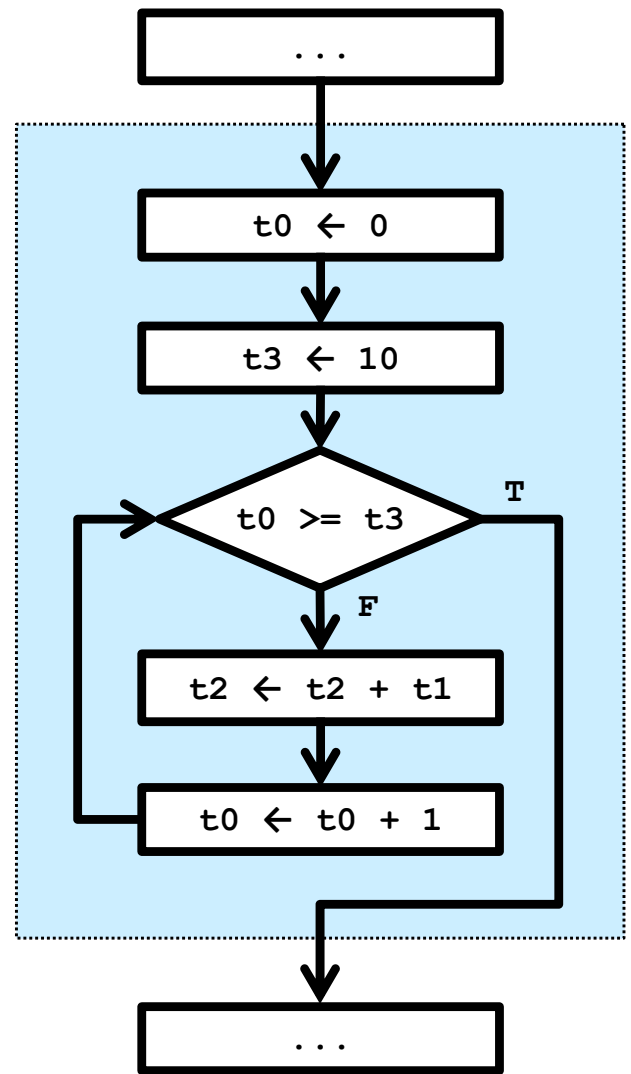 ...
t0 ← 0
t3 ← 10
t0 >= t3
T
F
t2 ← t2 + t1
t0 ← t0 + 1
...